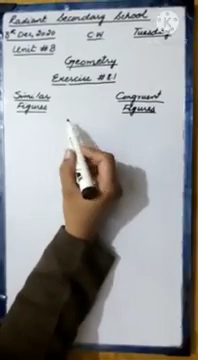 Radiant Secondary School
8th Dec, 2020 C.W Tuesday
Unit # 8
Geometry
Exercise # 8.1
Similar Figures
Congruent Figures